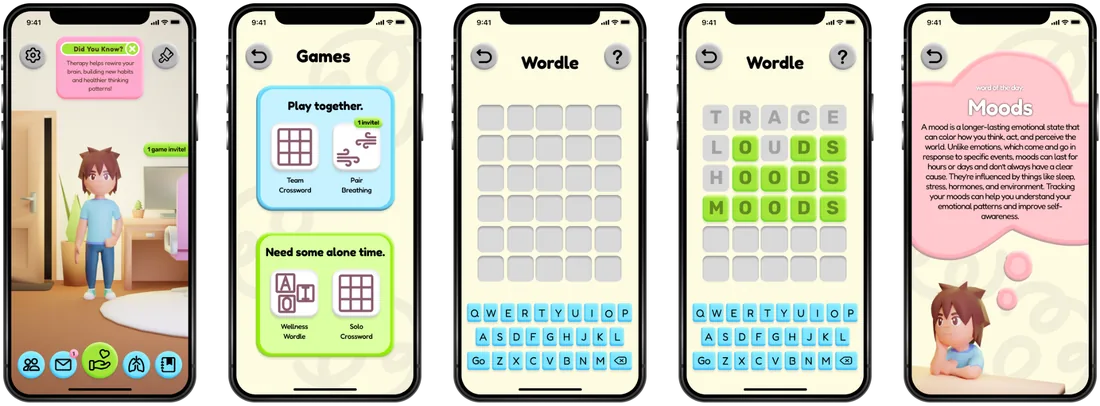 9:41
Did You Know?
Therapy helps rewire your
brain, building new habits
and healthier thinking
patterns!
1 game invite!
1
9:41
Games
Play together.
1 invite!
Team
Crossword
Pair
Breathing
Need some alone time.
A
I
O
Wellness
Wordle
Solo
Crossword
9:41
Wordle
?
Q W E R T Y U I O P
A S D F G H J K L
Go Z X C V B N M
9:41
Wordle
?
T R A C E
L O U D S
H O O D S
M O O D S
Q W E R T Y U I O P
A S D F G H J K L
Go Z X C V B N M
9:41
word of the day:
Moods
A mood is a longer-lasting emotional state that
can color how you think, act, and perceive the
world. Unlike emotions, which come and go in
response to specific events, moods can last for
hours or days and don't always have a clear
cause. They're influenced by things like sleep,
stress, hormones, and environment. Tracking
your moods can help you understand your
emotional patterns and improve self-
awareness.